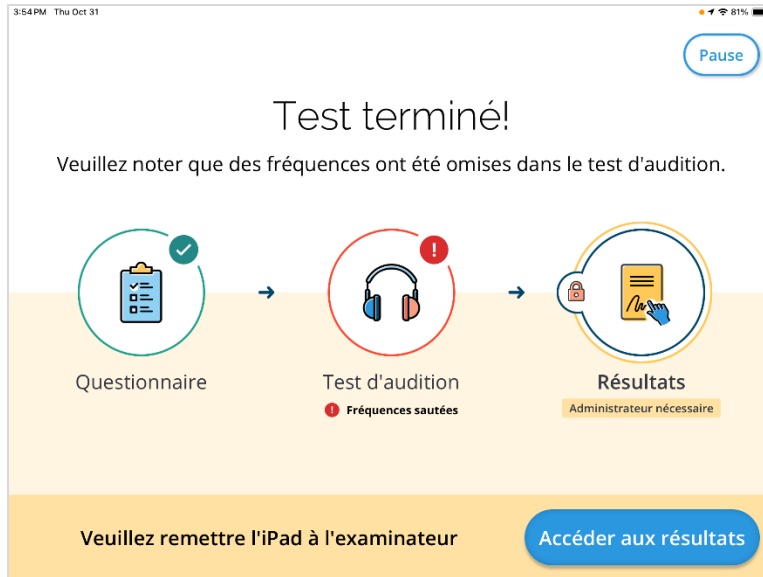 3:54 PM Thu Oct 31
81%
Pause
Test terminé!
Veuillez noter que des fréquences ont été omises dans le test d'audition.
Questionnaire
Test d'audition
Résultats
Fréquences sautées
Administrateur nécessaire
Veuillez remettre l'iPad à l'examinateur
Accéder aux résultats